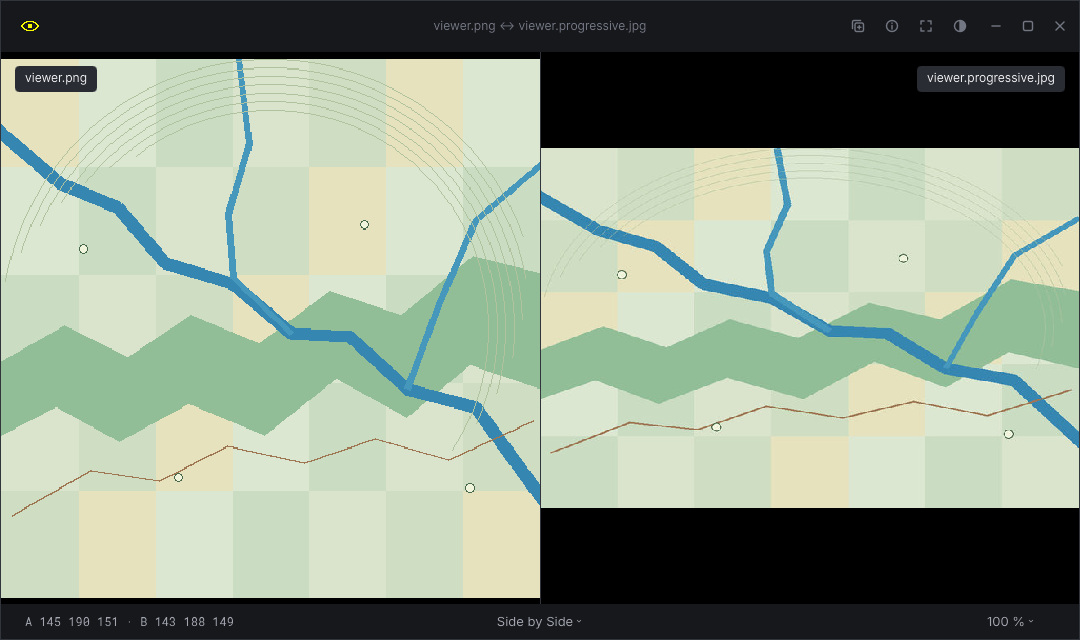 viewer.png ↔ viewer.progressive.jpg
viewer.png
viewer.progressive.jpg
A 145 190 151 · B 143 188 149
Side by Side
100 %